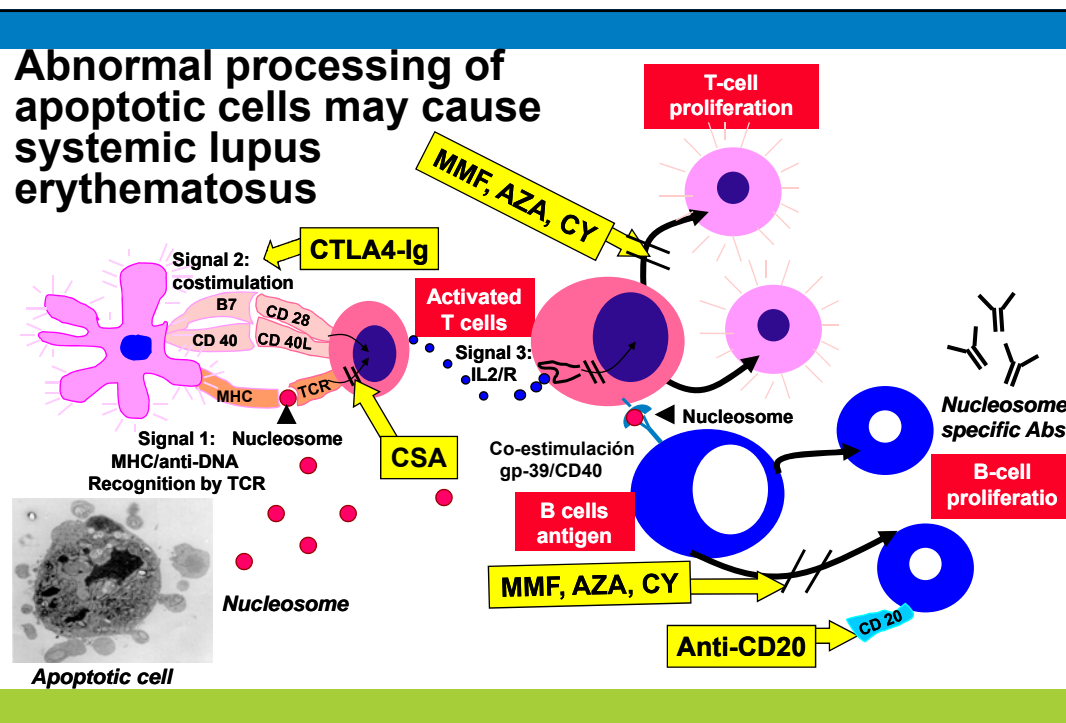 Abnormal processing of
apoptotic cells may cause
systemic lupus
erythematosus
T-cell
proliferation
MMF, AZA, CY
CTLA4-Ig
Signal 2:
costimulation
B7
CD 28
CD 40
CD 40L
MHC
TCR
Activated
T cells
Signal 3:
IL2/R
Signal 1: Nucleosome
MHC/anti-DNA
Recognition by TCR
CSA
Nucleosome
Co-estimulación
gp-39/CD40
B cells
antigen
Nucleosome
specific Abs
B-cell
proliferatio
MMF, AZA, CY
Anti-CD20
CD 20
Nucleosome
Apoptotic cell